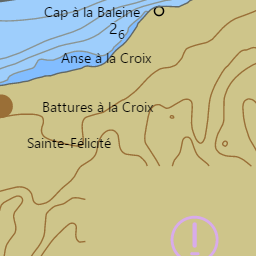 Cap à la Baleine
26
Anse à la Croix
Battures à la Croix
Sainte-Félicité